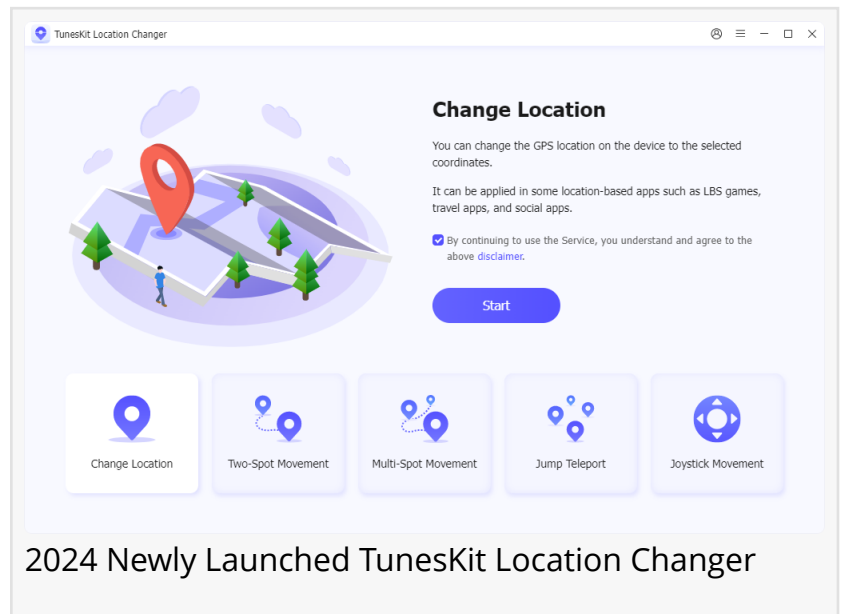 TunesKit Location Changer
Change Location
You can change the GPS location on the device to the selected
coordinates.
It can be applied in some location-based apps such as LBS games,
travel apps, and social apps.
By continuing to use the Service, you understand and agree to the
above disclaimer.
Start
Change Location
Two-Spot Movement
Multi-Spot Movement
Jump Teleport
Joystick Movement
2024 Newly Launched TunesKit Location Changer